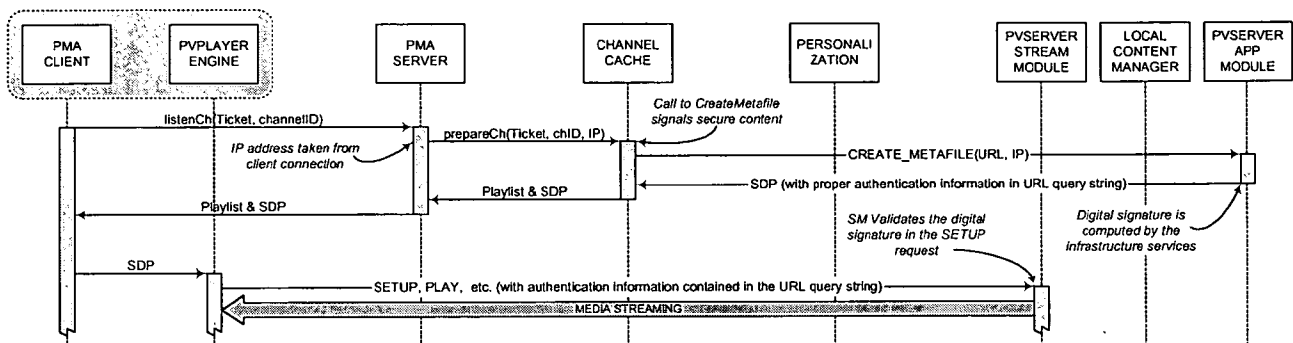 PMA
CLIENT
PVPLAYER
ENGINE
PMA
SERVER
CHANNEL
CACHE
PERSONALI
ZATION
PVSERVER
STREAM
MODULE
LOCAL
CONTENT
MANAGER
PVSERVER
APP
MODULE
listenCh(Ticket, channelID)
IP address taken from
client connection
prepareCh(Ticket, chID, IP)
Call to CreateMetafile
signals secure content
CREATE_METAFILE(URL, IP)
SDP (with proper authentication information in URL query string)
Playlist & SDP
Playlist & SDP
SM Validates the digital
signature in the SETUP
request
Digital signature is
computed by the
infrastructure services
SDP
SETUP, PLAY, etc. (with authentication information contained in the URL query string)
MEDIA STREAMING